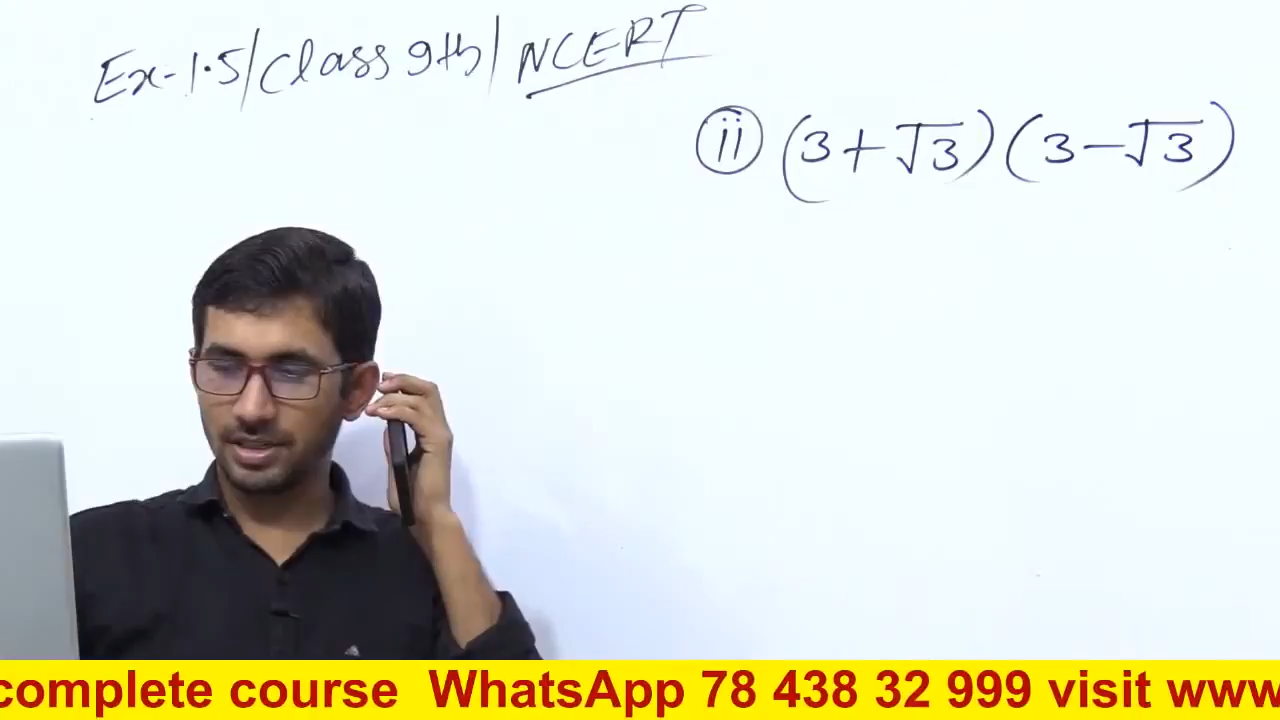 Ex-1.5/Class 9th/NCERT
ii (3+√3)(3-√3)
complete course WhatsApp 78 438 32 999 visit www